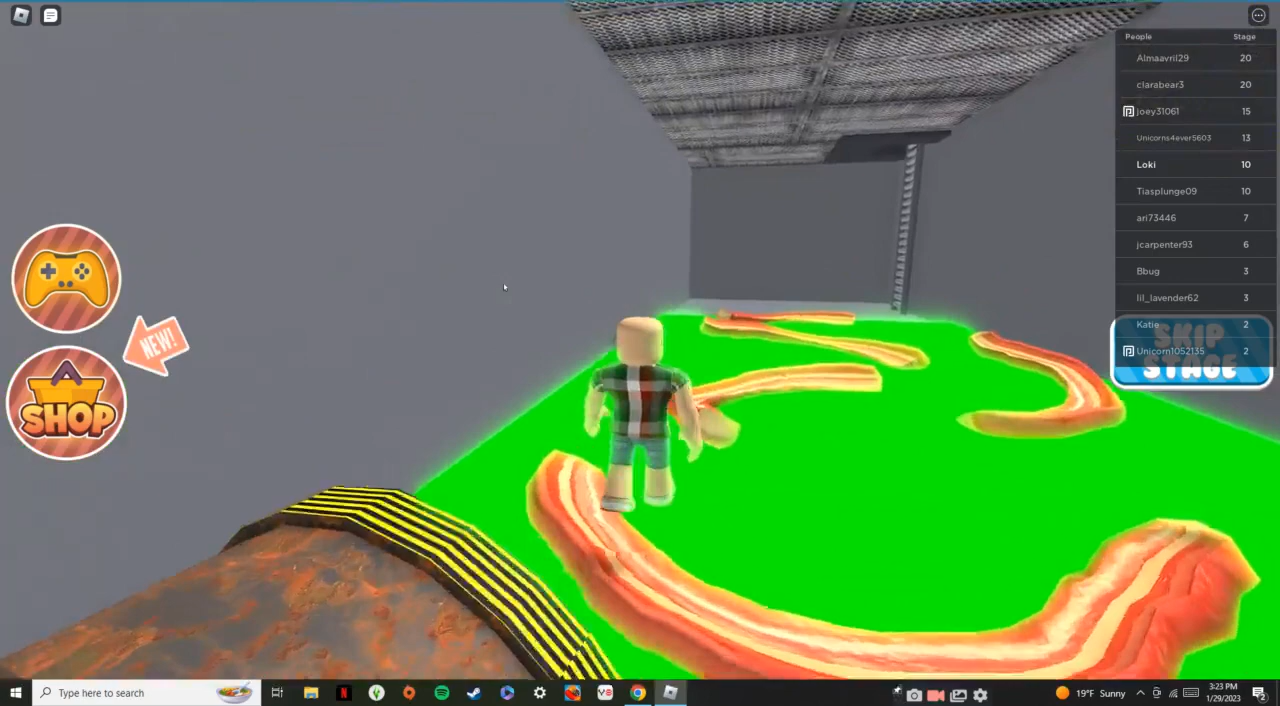 People Stage
Almaavril29 20
clarabear3 20
joey31061 15
Unicorns4ever5603 13
Loki 10
Tiasplunge09 10
ari73446 7
jcarpenter93 6
Bbug 3
lil_lavender62 3
Katie 2
Unicorn1052135 2
SKIP
STAGE
NEW!
SHOP
Type here to search
19°F Sunny
3:23 PM
1/29/2023
2